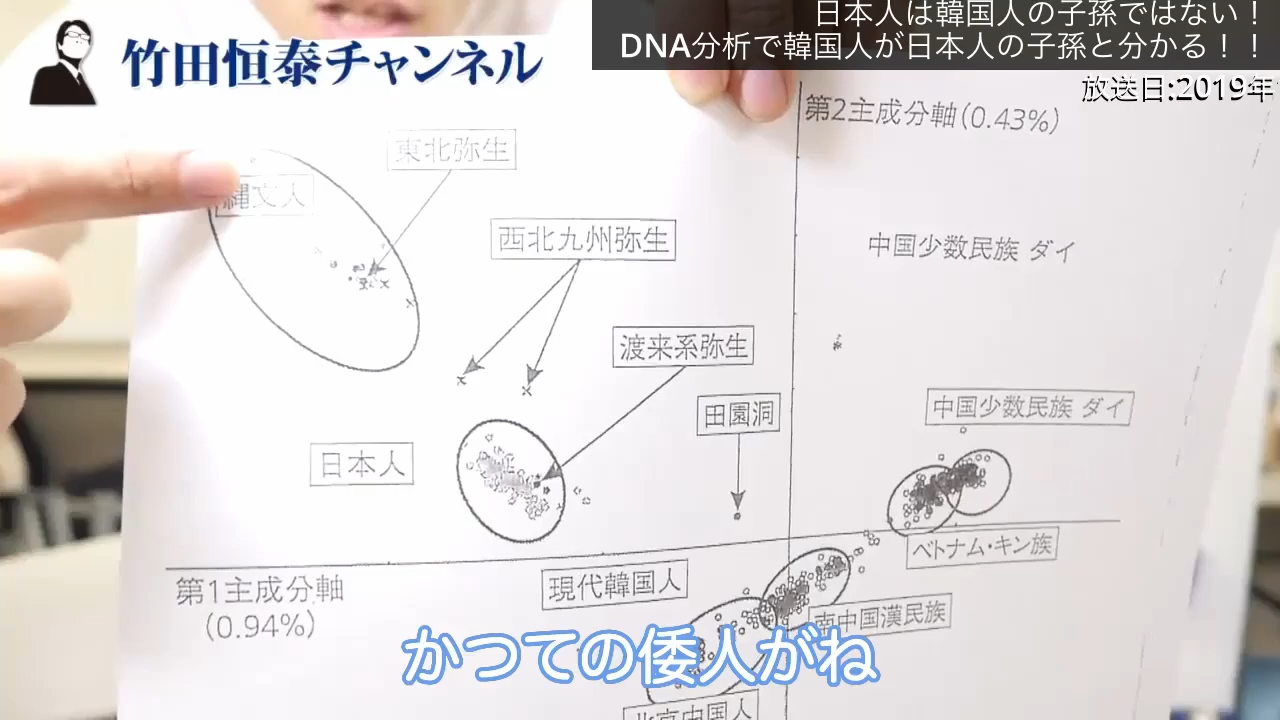 竹田恒泰チャンネル
日本人は韓国人の子孫ではない！
DNA分析で韓国人が日本人の子孫と分かる！！
放送日:2019年
第2主成分軸(0.43%)
東北弥生
縄文人
西北九州弥生
中国少数民族 ダイ
渡来系弥生
田園洞
中国少数民族 ダイ
日本人
ベトナム・キン族
第1主成分軸
(0.94%)
現代韓国人
南中国漢民族
かつての倭人がね
北京中国人